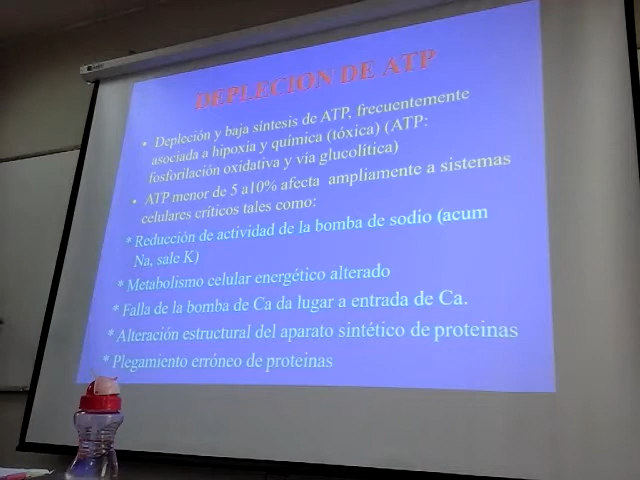 DEPLECION DE ATP
• Depleción y baja síntesis de ATP, frecuentemente
asociada a hipoxia y química (tóxica) (ATP:
fosforilación oxidativa y vía glucolítica)
• ATP menor de 5 a10% afecta ampliamente a sistemas
celulares críticos tales como:
* Reducción de actividad de la bomba de sodio (acum
Na, sale K)
* Metabolismo celular energético alterado
* Falla de la bomba de Ca da lugar a entrada de Ca.
* Alteración estructural del aparato sintético de proteinas
* Plegamiento erróneo de proteinas